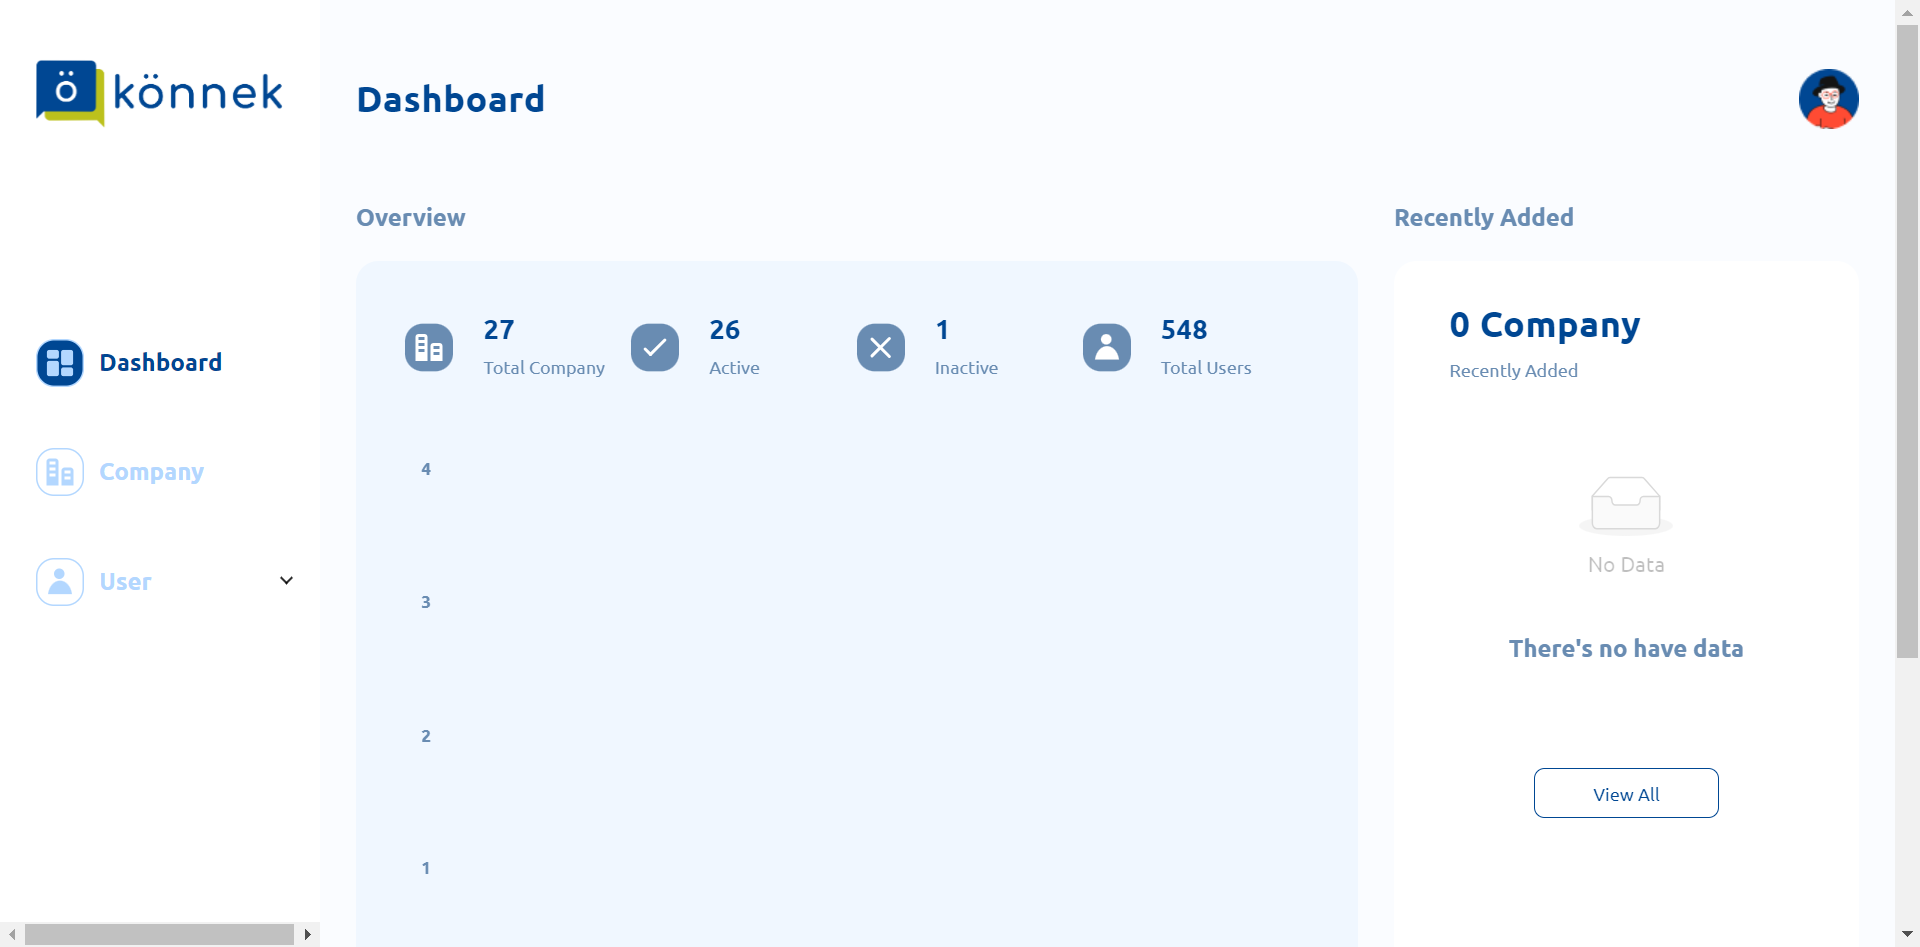 ö könnek
Dashboard
Company
User
Dashboard
Overview
27
Total Company
26
Active
1
Inactive
548
Total Users
4
3
2
1
Recently Added
0 Company
Recently Added
No Data
There's no have data
View All